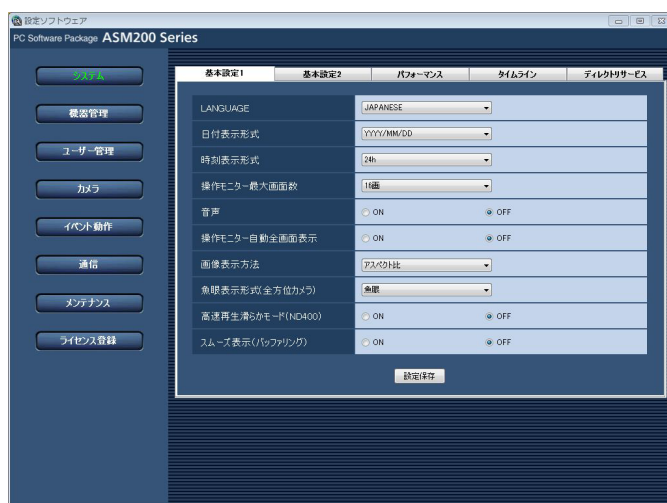 設定ソフトウェア
PC Software Package ASM200 Series
システム
機器管理
ユーザー管理
カメラ
イベント動作
通信
メンテナンス
ライセンス登録
基本設定1 基本設定2 パフォーマンス タイムライン ディレクトリサービス
LANGUAGE JAPANESE
日付表示形式 YYYY/MM/DD
時刻表示形式 24h
操作モニター最大画面数 16画
音声 ON OFF
操作モニター自動全画面表示 ON OFF
画像表示方法 アスペクト比
魚眼表示形式(全方位カメラ) 魚眼
高速再生滑らかモード(ND400) ON OFF
スムーズ表示(バッファリング) ON OFF
設定保存